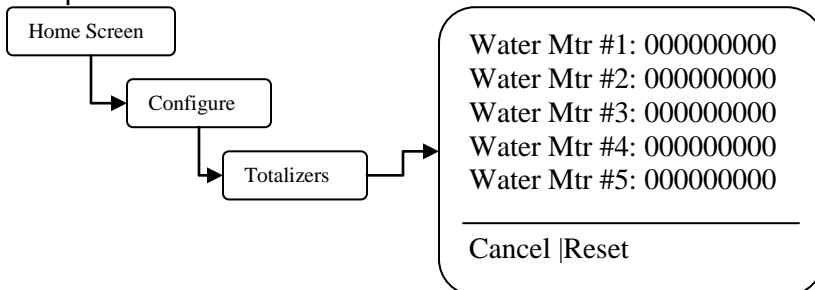 Home Screen
Configure
Totalizers
Water Mtr #1: 000000000
Water Mtr #2: 000000000
Water Mtr #3: 000000000
Water Mtr #4: 000000000
Water Mtr #5: 000000000
Cancel |Reset